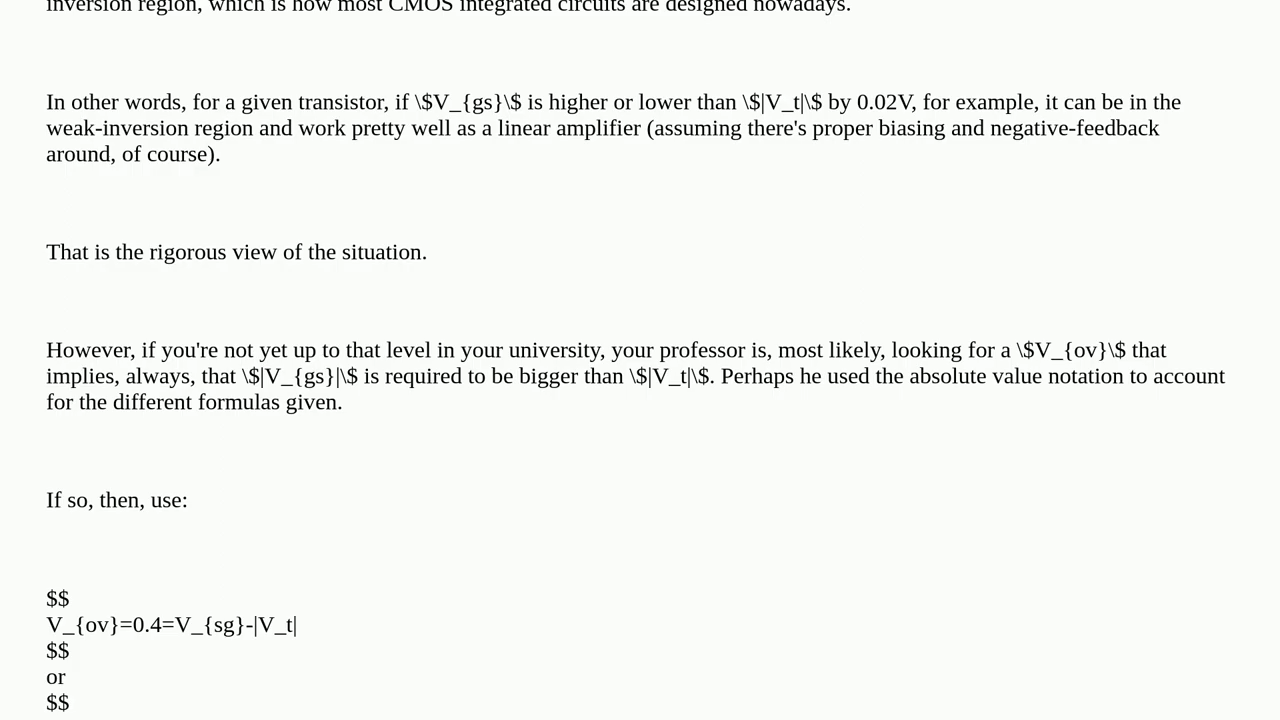 inversion region, which is how most CMOS integrated circuits are designed nowadays.
In other words, for a given transistor, if \$V_{gs}\$ is higher or lower than \$|V_t|\$ by 0.02V, for example, it can be in the
weak-inversion region and work pretty well as a linear amplifier (assuming there's proper biasing and negative-feedback
around, of course).
That is the rigorous view of the situation.
However, if you're not yet up to that level in your university, your professor is, most likely, looking for a \$V_{ov}\$ that
implies, always, that \$|V_{gs}|\$ is required to be bigger than \$|V_t|\$. Perhaps he used the absolute value notation to account
for the different formulas given.
If so, then, use:
$$
V_{ov}=0.4=V_{sg}-|V_t|
$$
or
$$